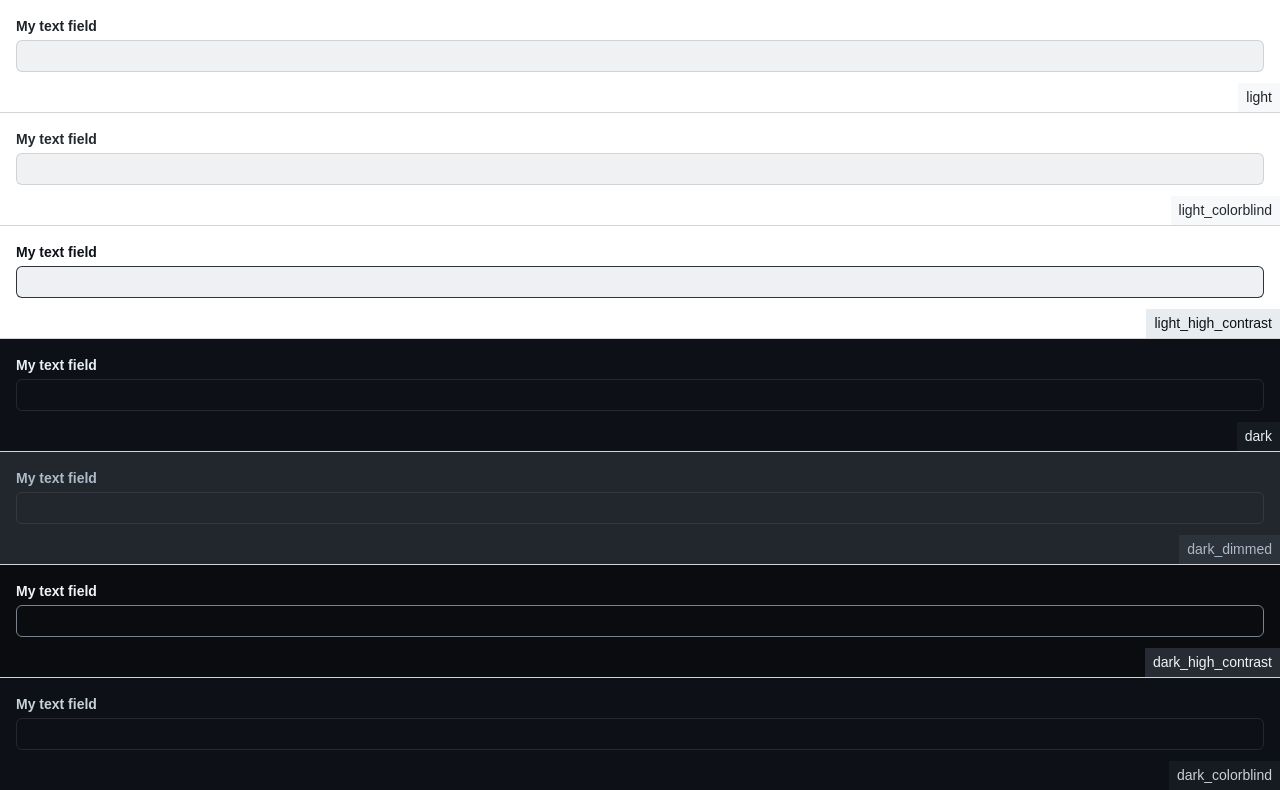 My text field
light
My text field
light_colorblind
My text field
light_high_contrast
My text field
dark
My text field
dark_dimmed
My text field
dark_high_contrast
My text field
dark_colorblind